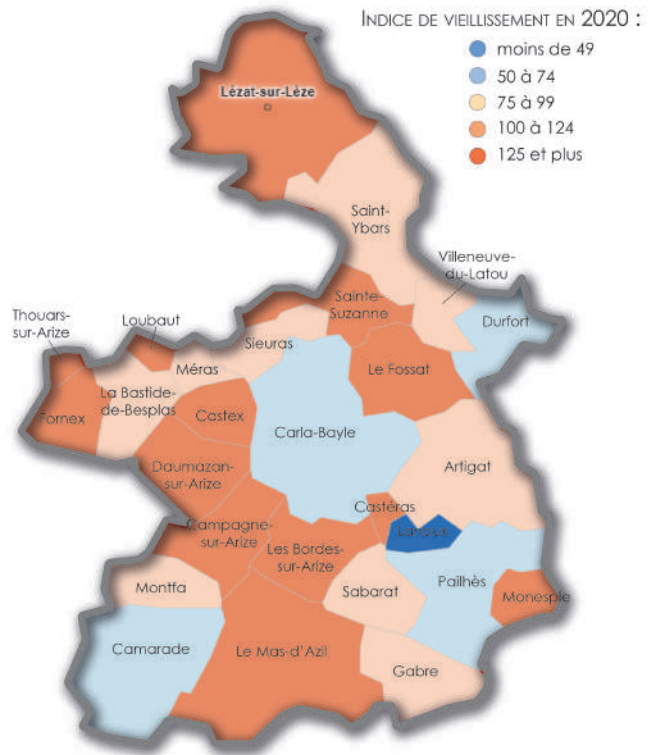 INDICE DE VIEILLISSEMENT EN 2020 :
moins de 49
50 à 74
75 à 99
100 à 124
125 et plus
Lézat-sur-Lèze
Saint-
Ybars
Villeneuve-
du-Latou
Durfort
Sainte-
Suzanne
Thouars-
sur-Arize
Loubaut
Sieuras
Méras
Le Fossat
La Bastide-
de-Besplas
Fornex
Castex
Carla-Bayle
Artigat
Daumazan-
sur-Arize
Castéras
Campagne-
sur-Arize
Les Bordes-
sur-Arize
Lanoux
Pailhès
Montfa
Sabarat
Monesple
Camarade
Le Mas-d'Azil
Gabre